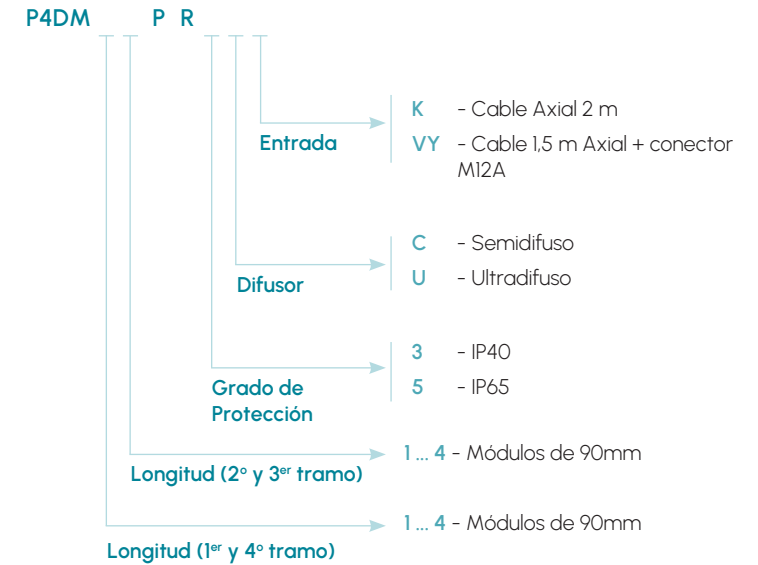 P4DM P R
K - Cable Axial 2 m
Entrada
VY - Cable 1,5 m Axial + conector
M12A
C - Semidifuso
Difusor
U - Ultradifuso
3 - IP40
5 - IP65
Grado de
Protección
1 ... 4 - Módulos de 90mm
Longitud (2º y 3er tramo)
1 ... 4 - Módulos de 90mm
Longitud (1er y 4º tramo)